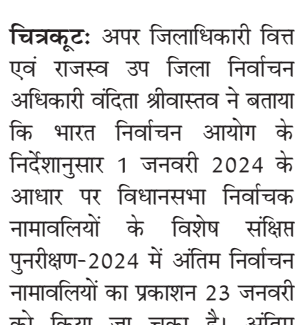 चित्रकूट: अपर जिलाधिकारी वित्त
एवं राजस्व उप जिला निर्वाचन
अधिकारी वंदिता श्रीवास्तव ने बताया
कि भारत निर्वाचन आयोग के
निर्देशानुसार 1 जनवरी 2024 के
आधार पर विधानसभा निर्वाचक
नामावलियों के विशेष संक्षिप्त
पुनरीक्षण-2024 में अंतिम निर्वाचन
नामावलियों का प्रकाशन 23 जनवरी
को किया जा चुका है। अंतिम